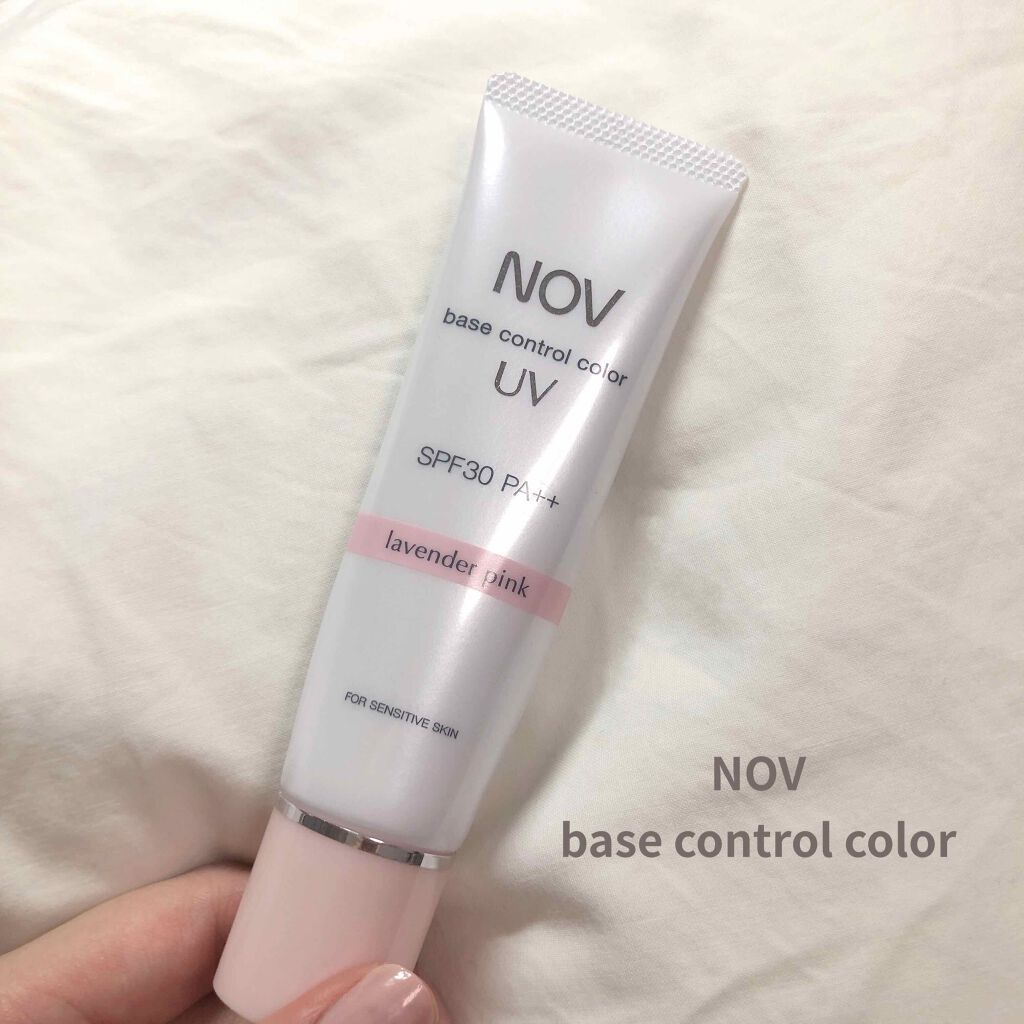 NOV
base control color
UV
SPF30 PA++
lavender pink
FOR SENSITIVE SKIN
NOV
base control color